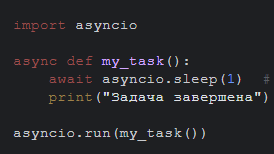 import asyncio
async def my_task():
    await asyncio.sleep(1)  #
    print("Задача завершена")
asyncio.run(my_task())